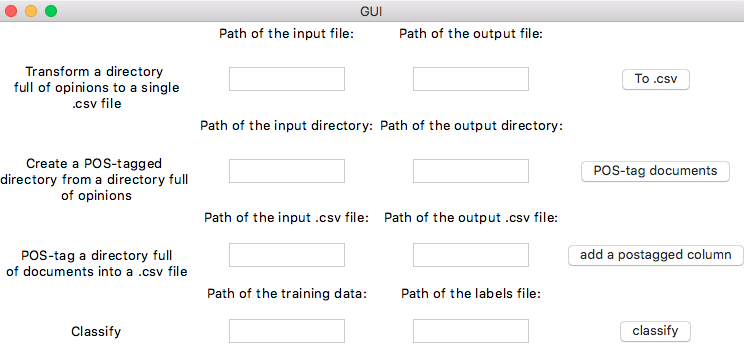 GUI
Path of the input file:
Path of the output file:
Transform a directory
full of opinions to a single
.csv file
To .csv
Path of the input directory:
Path of the output directory:
Create a POS-tagged
directory from a directory full
of opinions
POS-tag documents
Path of the input .csv file:
Path of the output .csv file:
POS-tag a directory full
of documents into a .csv file
add a postagged column
Path of the training data:
Path of the labels file:
Classify
classify